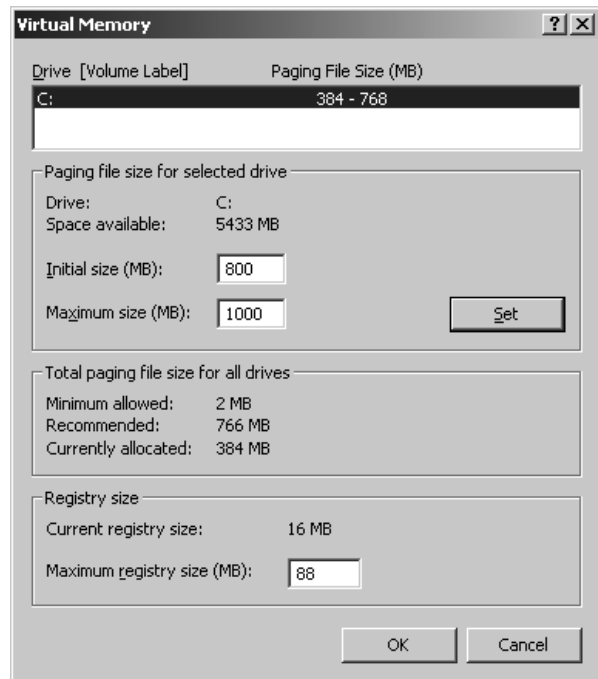 Virtual Memory
Drive [Volume Label] Paging File Size (MB)
C: 384 - 768
Paging file size for selected drive
Drive: C:
Space available: 5433 MB
Initial size (MB): 800
Maximum size (MB): 1000
Set
Total paging file size for all drives
Minimum allowed: 2 MB
Recommended: 766 MB
Currently allocated: 384 MB
Registry size
Current registry size: 16 MB
Maximum registry size (MB): 88
OK Cancel